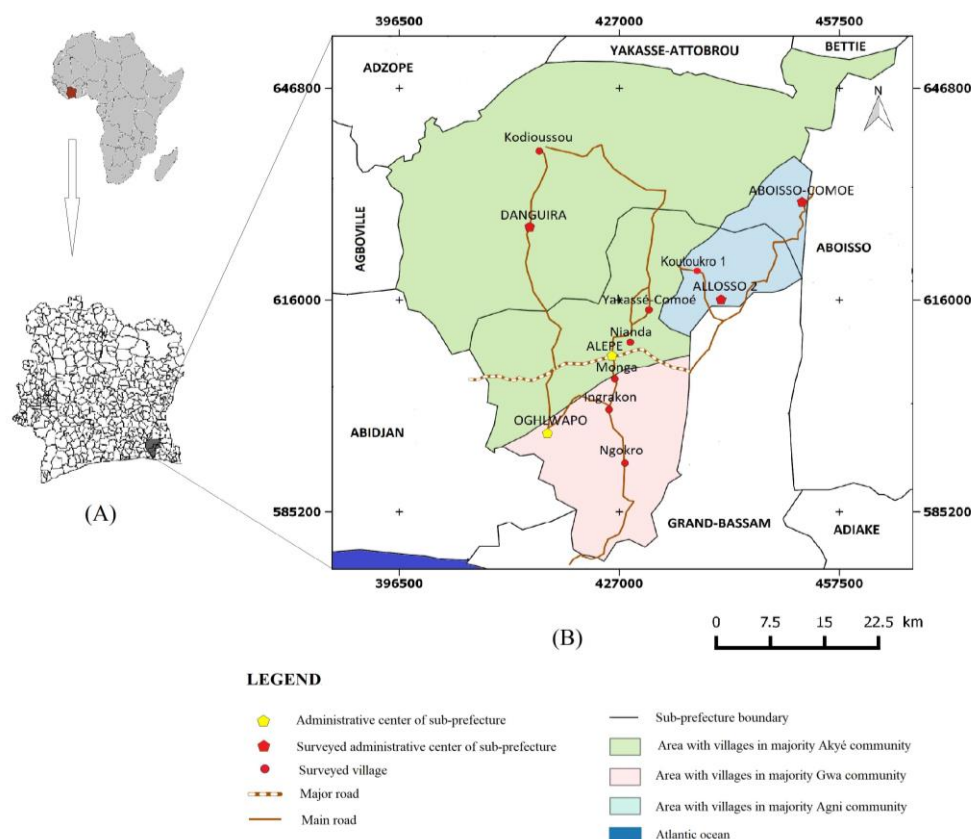 396500 427000 457500
YAKASSE-ATTOBROU
BETTIE
ADZOPE
646800 646800
N
Kodioussou
ABOISSO-COMOE
DANGUIRA
AGBOVILLE
ABOISSO
Koutoukro 1
ALLOSSO 2
616000 616000
Yakassé-Comoé
Nianda
ALEPE
Monga
Ingrakon
OGHLWAPO
ABIDJAN
Ngokro
(A)
585200 585200
GRAND-BASSAM
ADIAKE
396500 427000 457500
(B)
0 7.5 15 22.5 km
LEGEND
Administrative center of sub-prefecture
Surveyed administrative center of sub-prefecture
Surveyed village
Major road
Main road
Sub-prefecture boundary
Area with villages in majority Akyé community
Area with villages in majority Gwa community
Area with villages in majority Agni community
Atlantic ocean